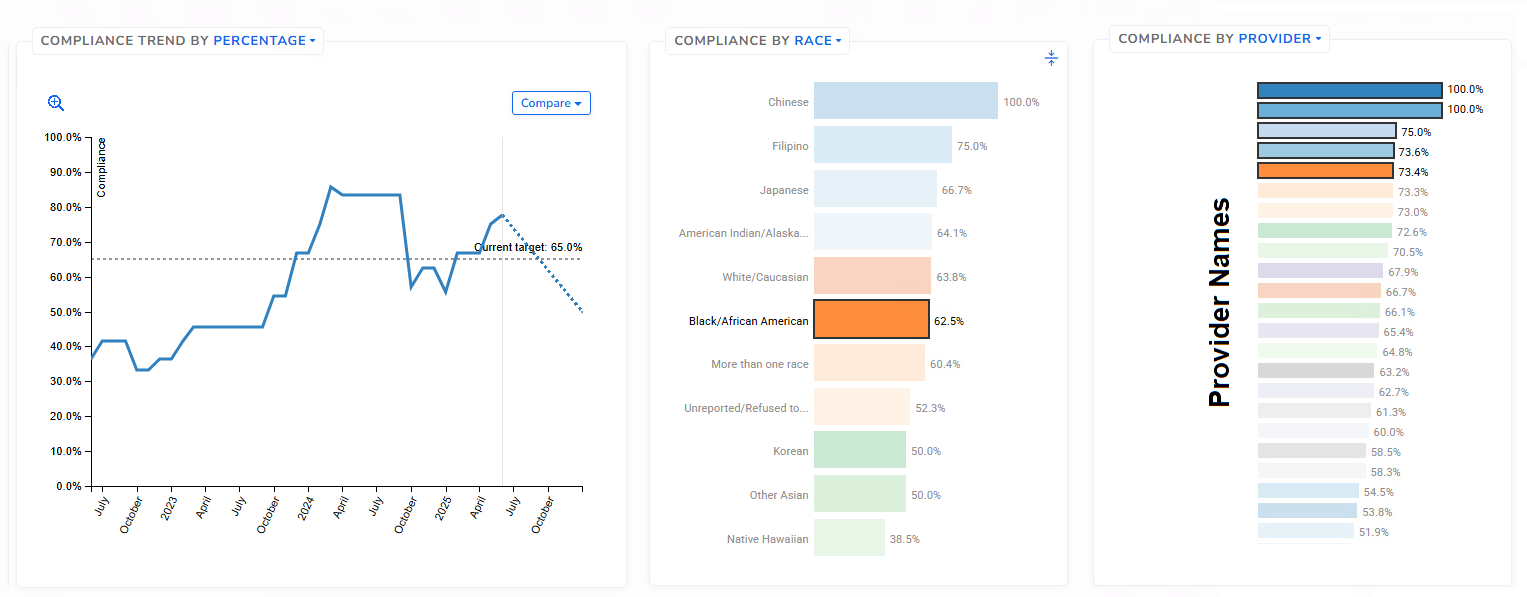 COMPLIANCE TREND BY PERCENTAGE
Compare
100.0%
90.0%
80.0%
70.0%
60.0%
50.0%
40.0%
30.0%
20.0%
10.0%
0.0%
Compliance
Current target: 65.0%
July
October
2023
April
July
October
2024
April
July
October
2025
April
July
October
COMPLIANCE BY RACE
Chinese 100.0%
Filipino 75.0%
Japanese 66.7%
American Indian/Alaska... 64.1%
White/Caucasian 63.8%
Black/African American 62.5%
More than one race 60.4%
Unreported/Refused to... 52.3%
Korean 50.0%
Other Asian 50.0%
Native Hawaiian 38.5%
COMPLIANCE BY PROVIDER
Provider Names
100.0%
100.0%
75.0%
73.6%
73.4%
73.3%
73.0%
72.6%
70.5%
67.9%
66.7%
66.1%
65.4%
64.8%
63.2%
62.7%
61.3%
60.0%
58.5%
58.3%
54.5%
53.8%
51.9%